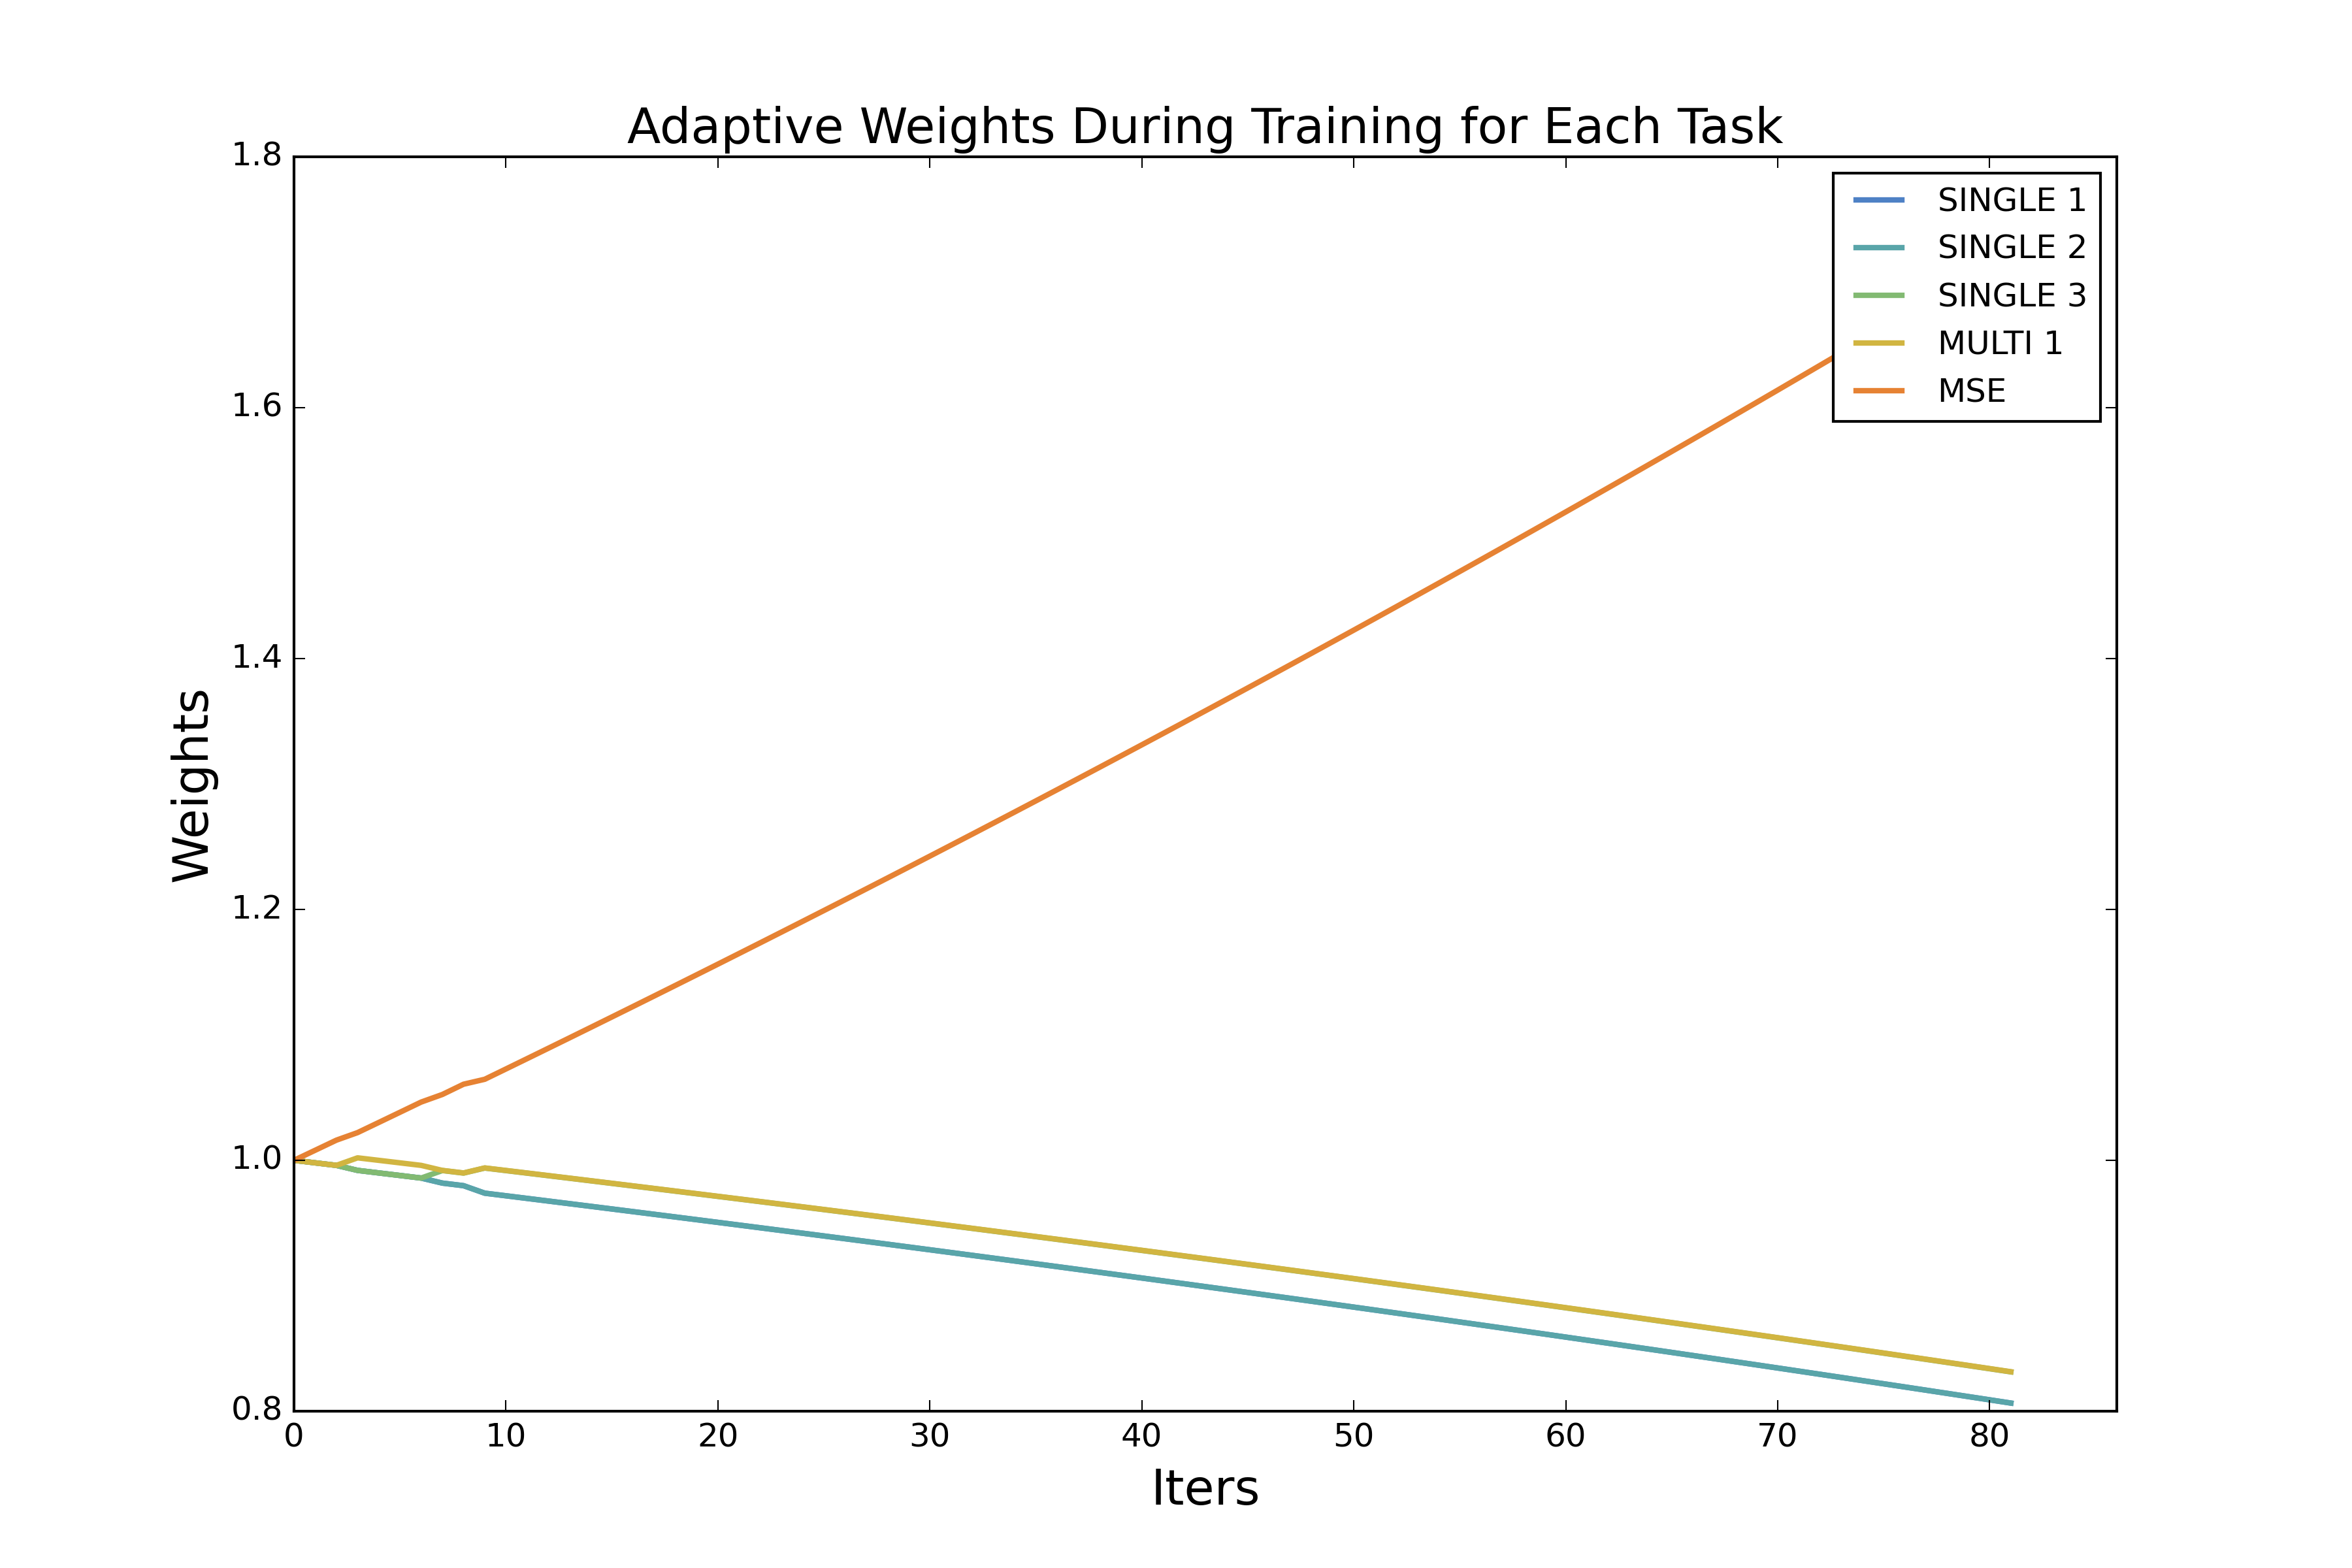 Adaptive Weights During Training for Each Task
1.8
1.6
1.4
1.2
1.0
0.8
Weights
SINGLE 1
SINGLE 2
SINGLE 3
MULTI 1
MSE
0 10 20 30 40 50 60 70 80
Iters